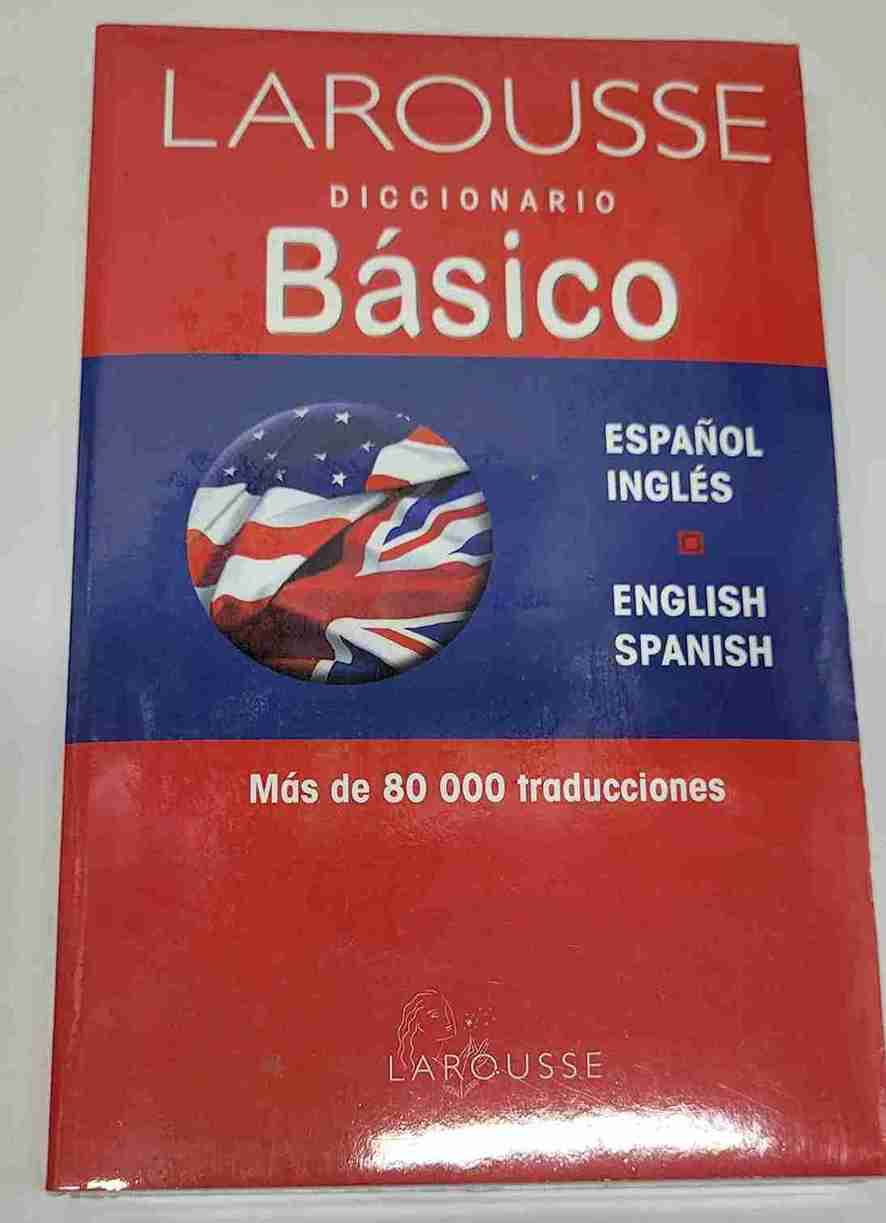 LAROUSSE
DICCIONARIO
Básico
ESPAÑOL
INGLÉS
ENGLISH
SPANISH
Más de 80 000 traducciones
LAROUSSE